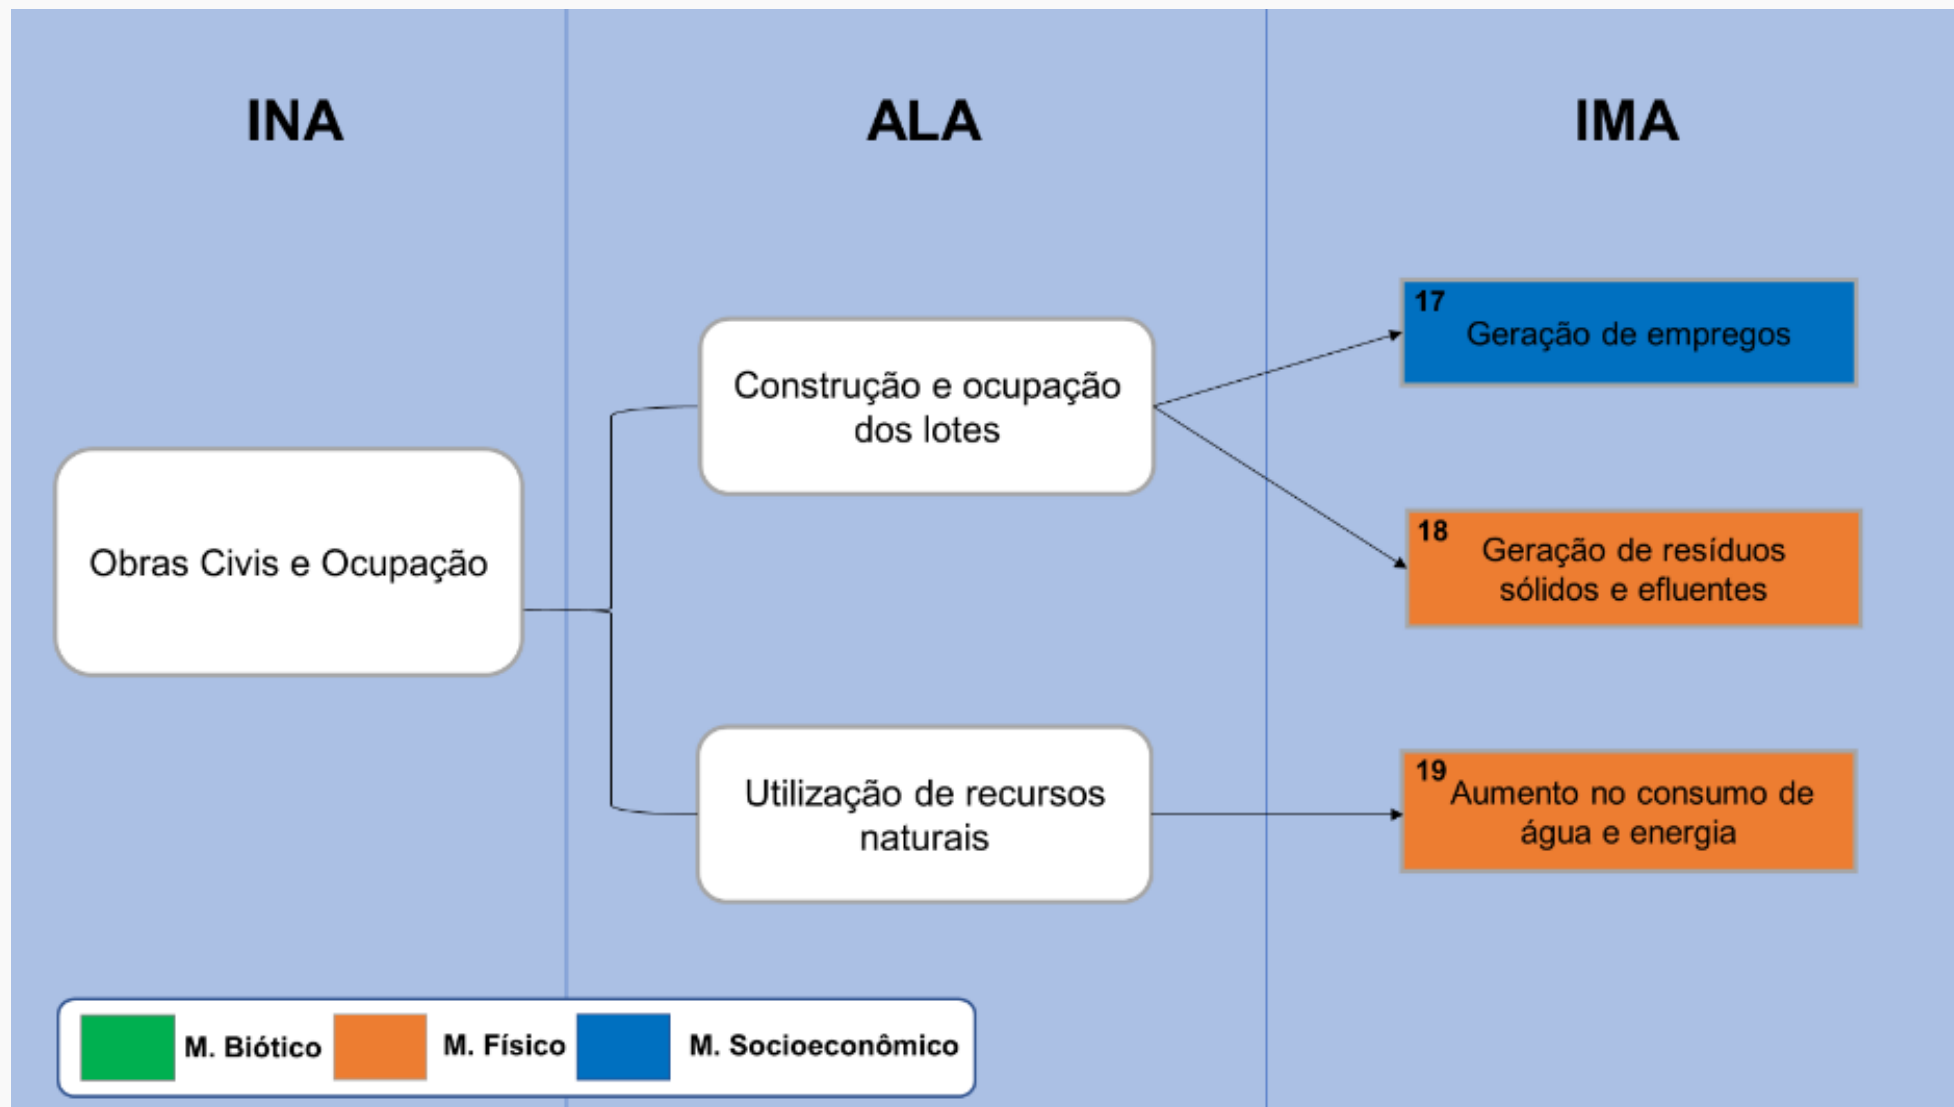 INA
ALA
IMA
Obras Civis e Ocupação
Construção e ocupação
dos lotes
Utilização de recursos
naturais
17
Geração de empregos
18
Geração de resíduos
sólidos e efluentes
19
Aumento no consumo de
água e energia
M. Biótico
M. Físico
M. Socioeconômico